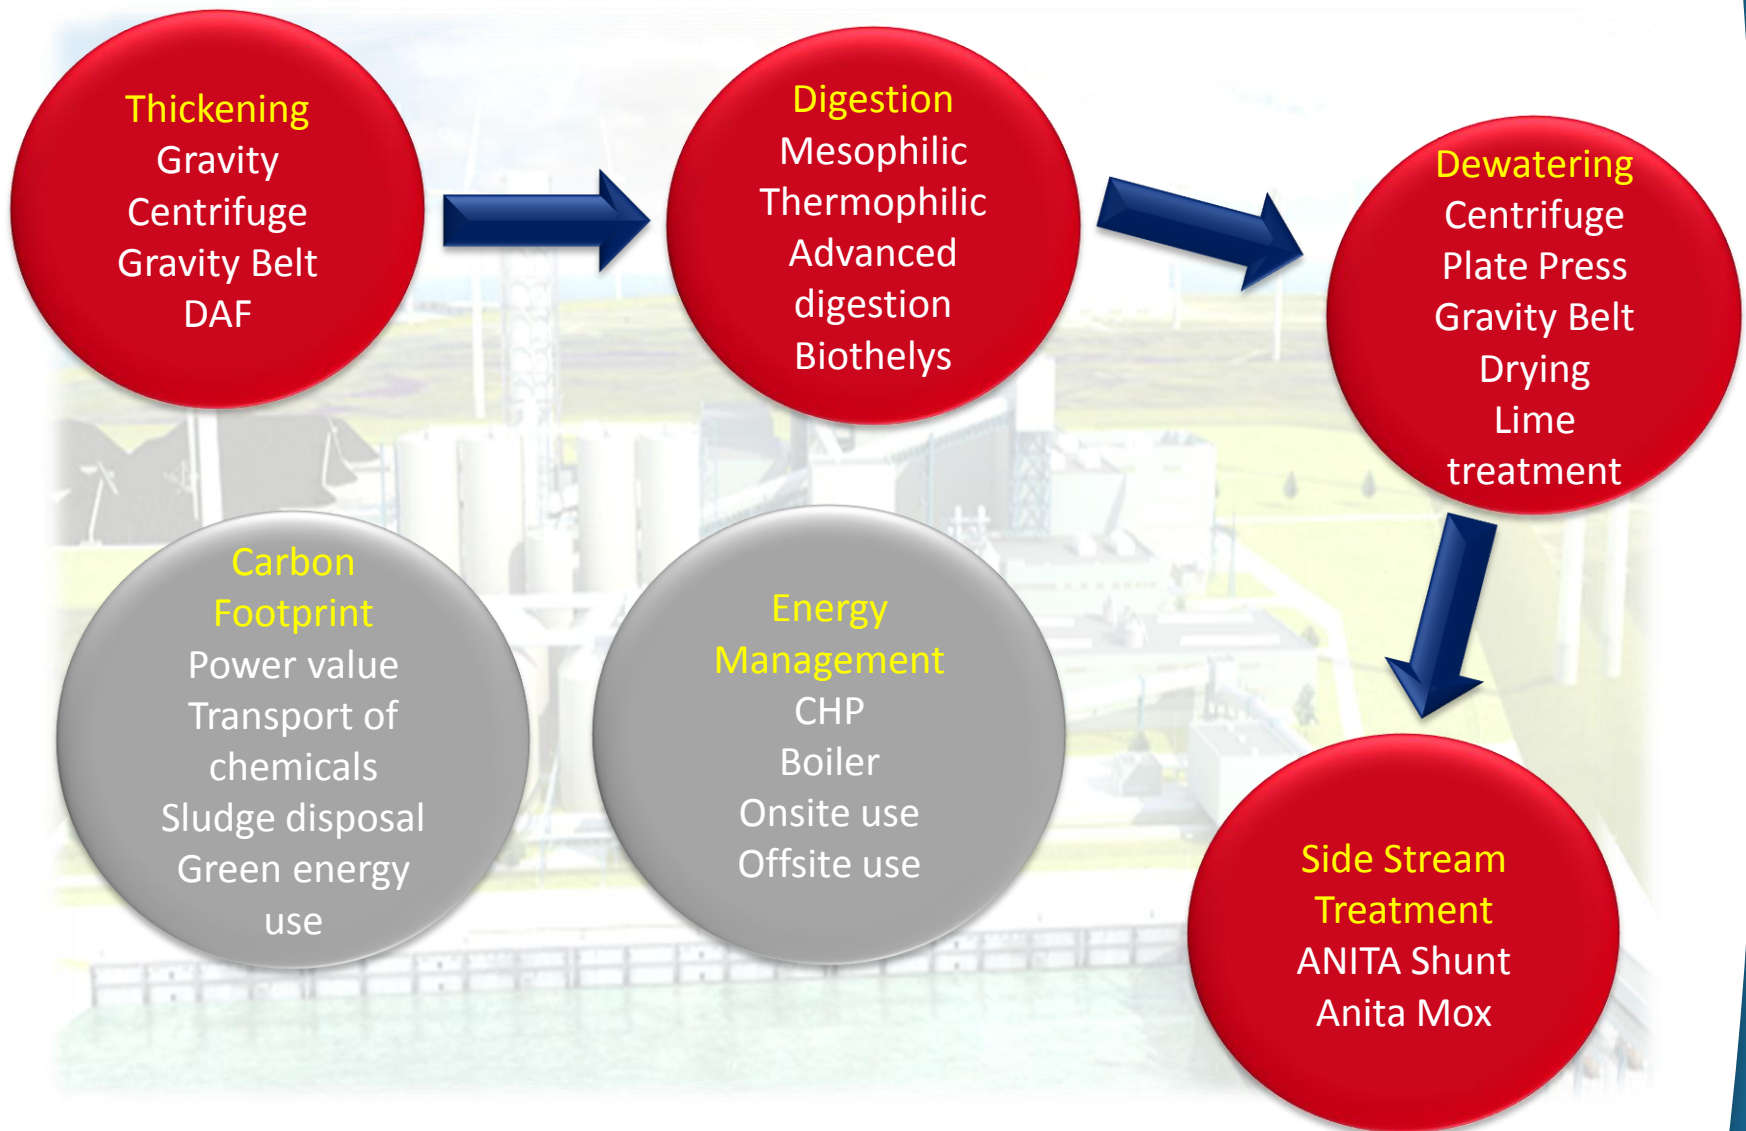 Thickening
Gravity
Centrifuge
Gravity Belt
DAF
Digestion
Mesophilic
Thermophilic
Advanced
digestion
Biothelys
Dewatering
Centrifuge
Plate Press
Gravity Belt
Drying
Lime
treatment
Carbon
Footprint
Power value
Transport of
chemicals
Sludge disposal
Green energy
use
Energy
Management
CHP
Boiler
Onsite use
Offsite use
Side Stream
Treatment
ANITA Shunt
Anita Mox